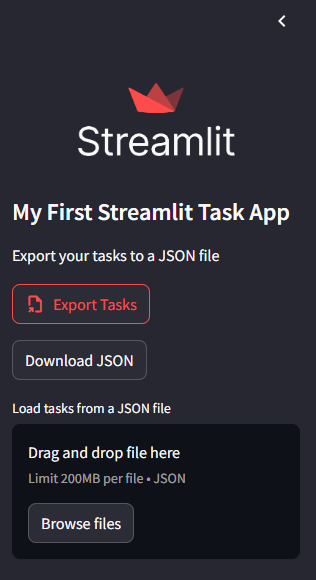 Streamlit
My First Streamlit Task App
Export your tasks to a JSON file
Export Tasks
Download JSON
Load tasks from a JSON file
Drag and drop file here
Limit 200MB per file • JSON
Browse files